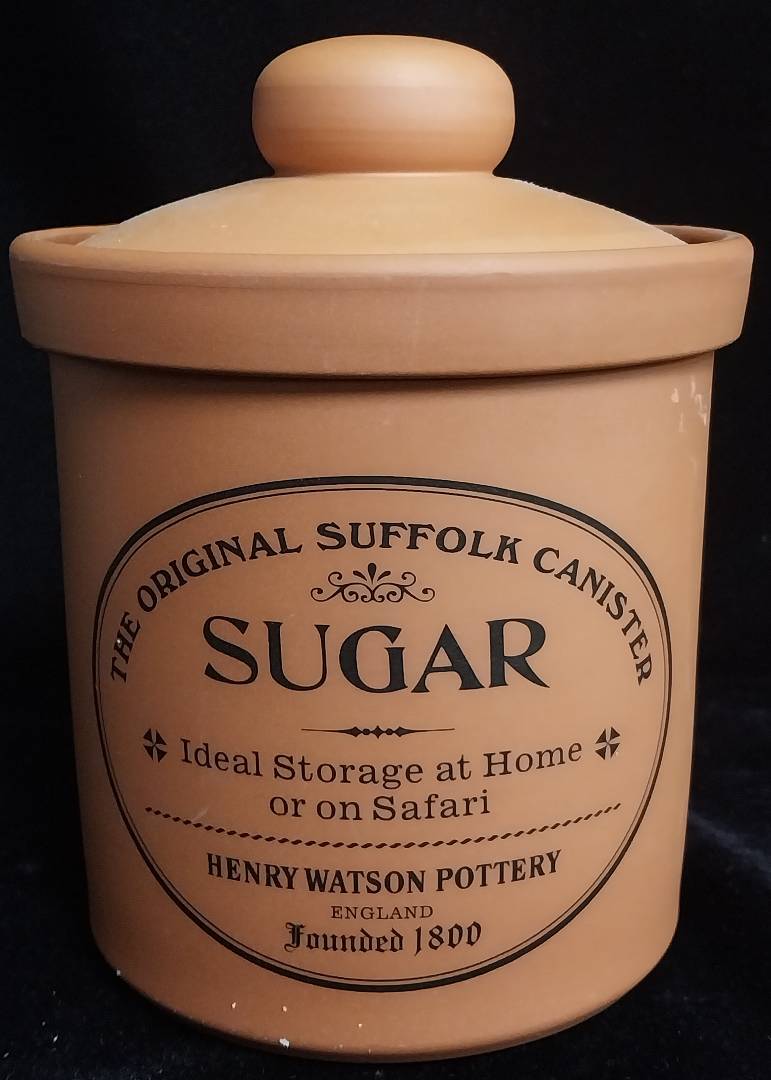 THE ORIGINAL SUFFOLK CANISTER
SUGAR
Ideal Storage at Home
or on Safari
HENRY WATSON POTTERY
ENGLAND
Founded 1800